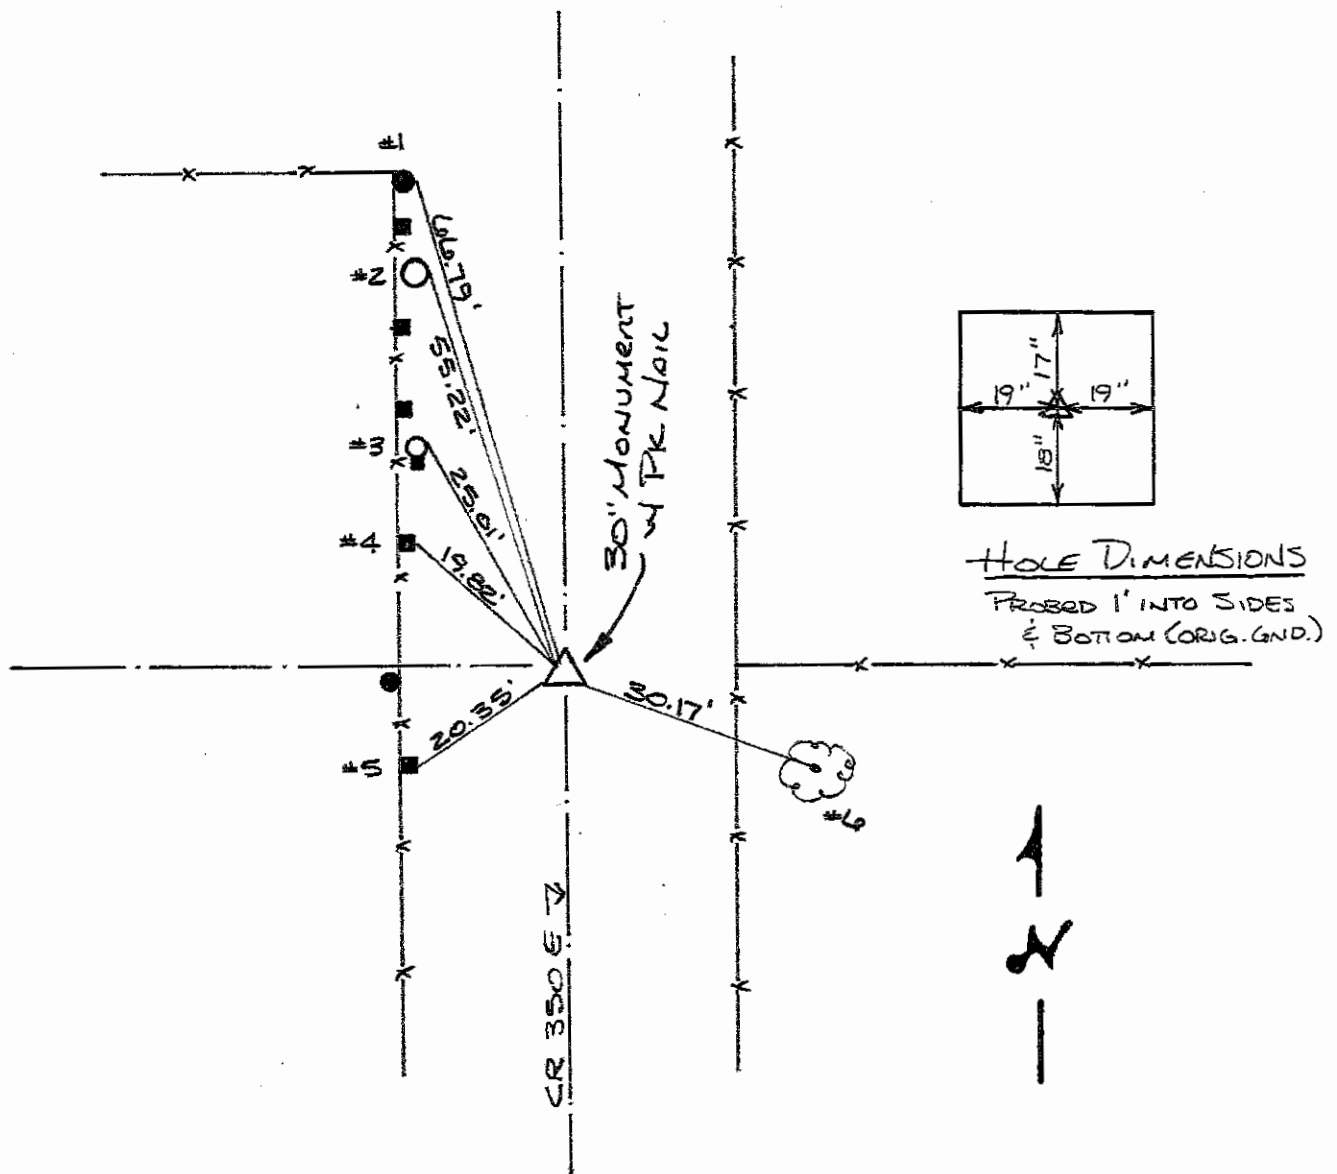 #1
66.79'
#2
55.22'
30" MONUMENT
W/ PK NAIL
#3
25.01'
#4
19.82'
20.35'
#5
30.17'
#6
CR 350 E
17"
19" 19"
18"
HOLE DIMENSIONS
PROBED 1' INTO SIDES
& BOTTOM (ORIG. GND.)
N